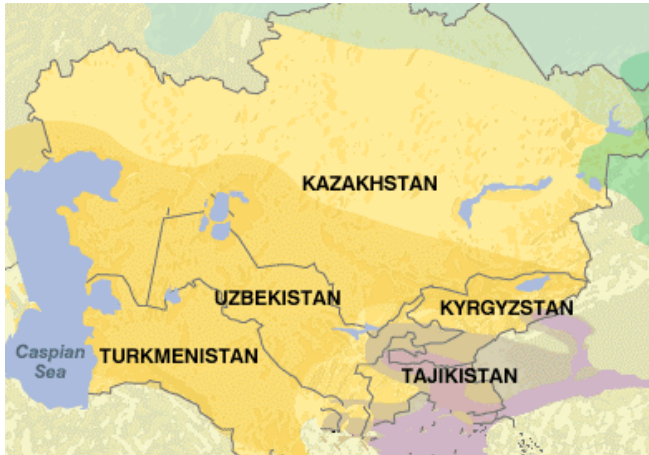 KAZAKHSTAN
UZBEKISTAN
KYRGYZSTAN
Caspian
Sea
TURKMENISTAN
TAJIKISTAN